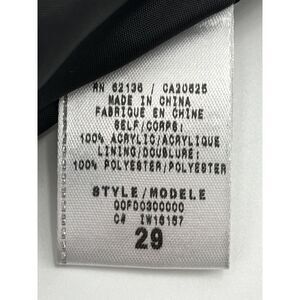 RN 62136 / CA20625
MADE IN CHINA
FABRIQUE EN CHINE
SELF/CORPS:
100% ACRYLIC/ACRYLIQUE
LINING/DOUBLURE:
100% POLYESTER/POLYESTER
STYLE/MODELE
QOFD0300000
C# IW16157
29